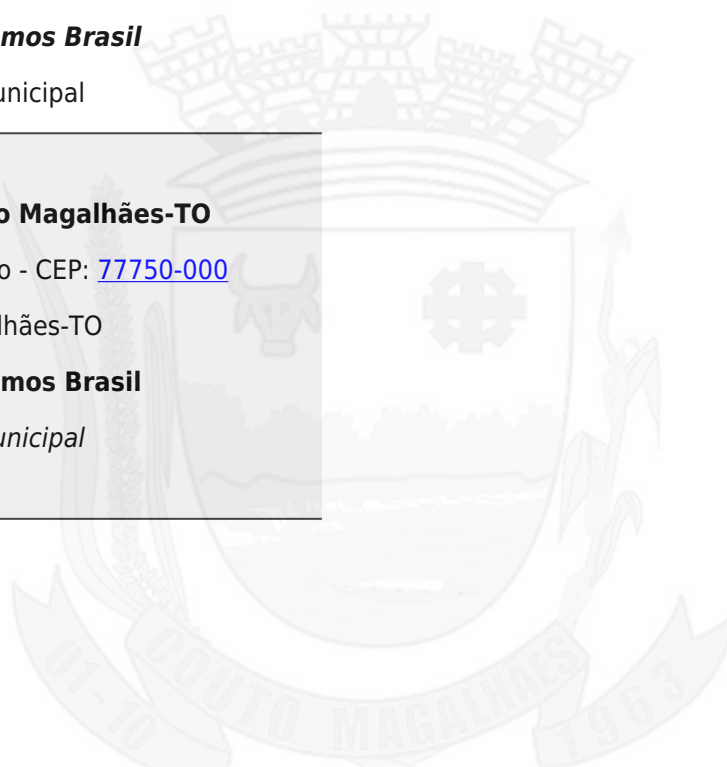 mos Brasil
unicipal
o Magalhães-TO
o - CEP: 77750-000
lhães-TO
mos Brasil
unicipal
01-10 COUTO MAGALHÃES 1963